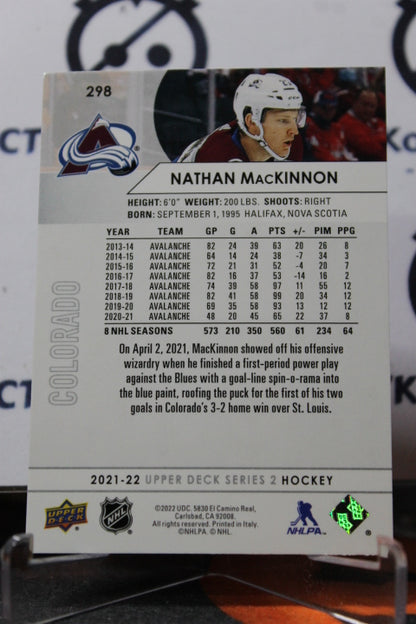 298
NATHAN MACKINNON
HEIGHT: 6'0" WEIGHT: 200 LBS. SHOOTS: RIGHT
BORN: SEPTEMBER 1, 1995 HALIFAX, NOVA SCOTIA
YEAR TEAM GP G A PTS +/- PIM PPG
2013-14 AVALANCHE 82 24 39 63 20 26 8
2014-15 AVALANCHE 64 14 24 38 -7 34 3
2015-16 AVALANCHE 72 21 31 52 -4 20 7
2016-17 AVALANCHE 82 16 37 53 -14 16 2
2017-18 AVALANCHE 74 39 58 97 11 55 12
2018-19 AVALANCHE 82 41 58 99 20 34 12
2019-20 AVALANCHE 69 35 58 93 13 12 12
2020-21 AVALANCHE 48 20 45 65 22 37 8
8 NHL SEASONS 573 210 350 560 61 234 64
COLORADO
On April 2, 2021, MacKinnon showed off his offensive
wizardry when he finished a first-period power play
against the Blues with a goal-line spin-o-rama into
the blue paint, roofing the puck for the first of his two
goals in Colorado's 3-2 home win over St. Louis.
2021-22 UPPER DECK SERIES 2 HOCKEY
UPPER DECK
NHL
©2022 UDC. 5830 El Camino Real,
Carlsbad, CA 92008.
All rights reserved. Printed in Italy.
©NHLPA. © NHL.
NHLPA